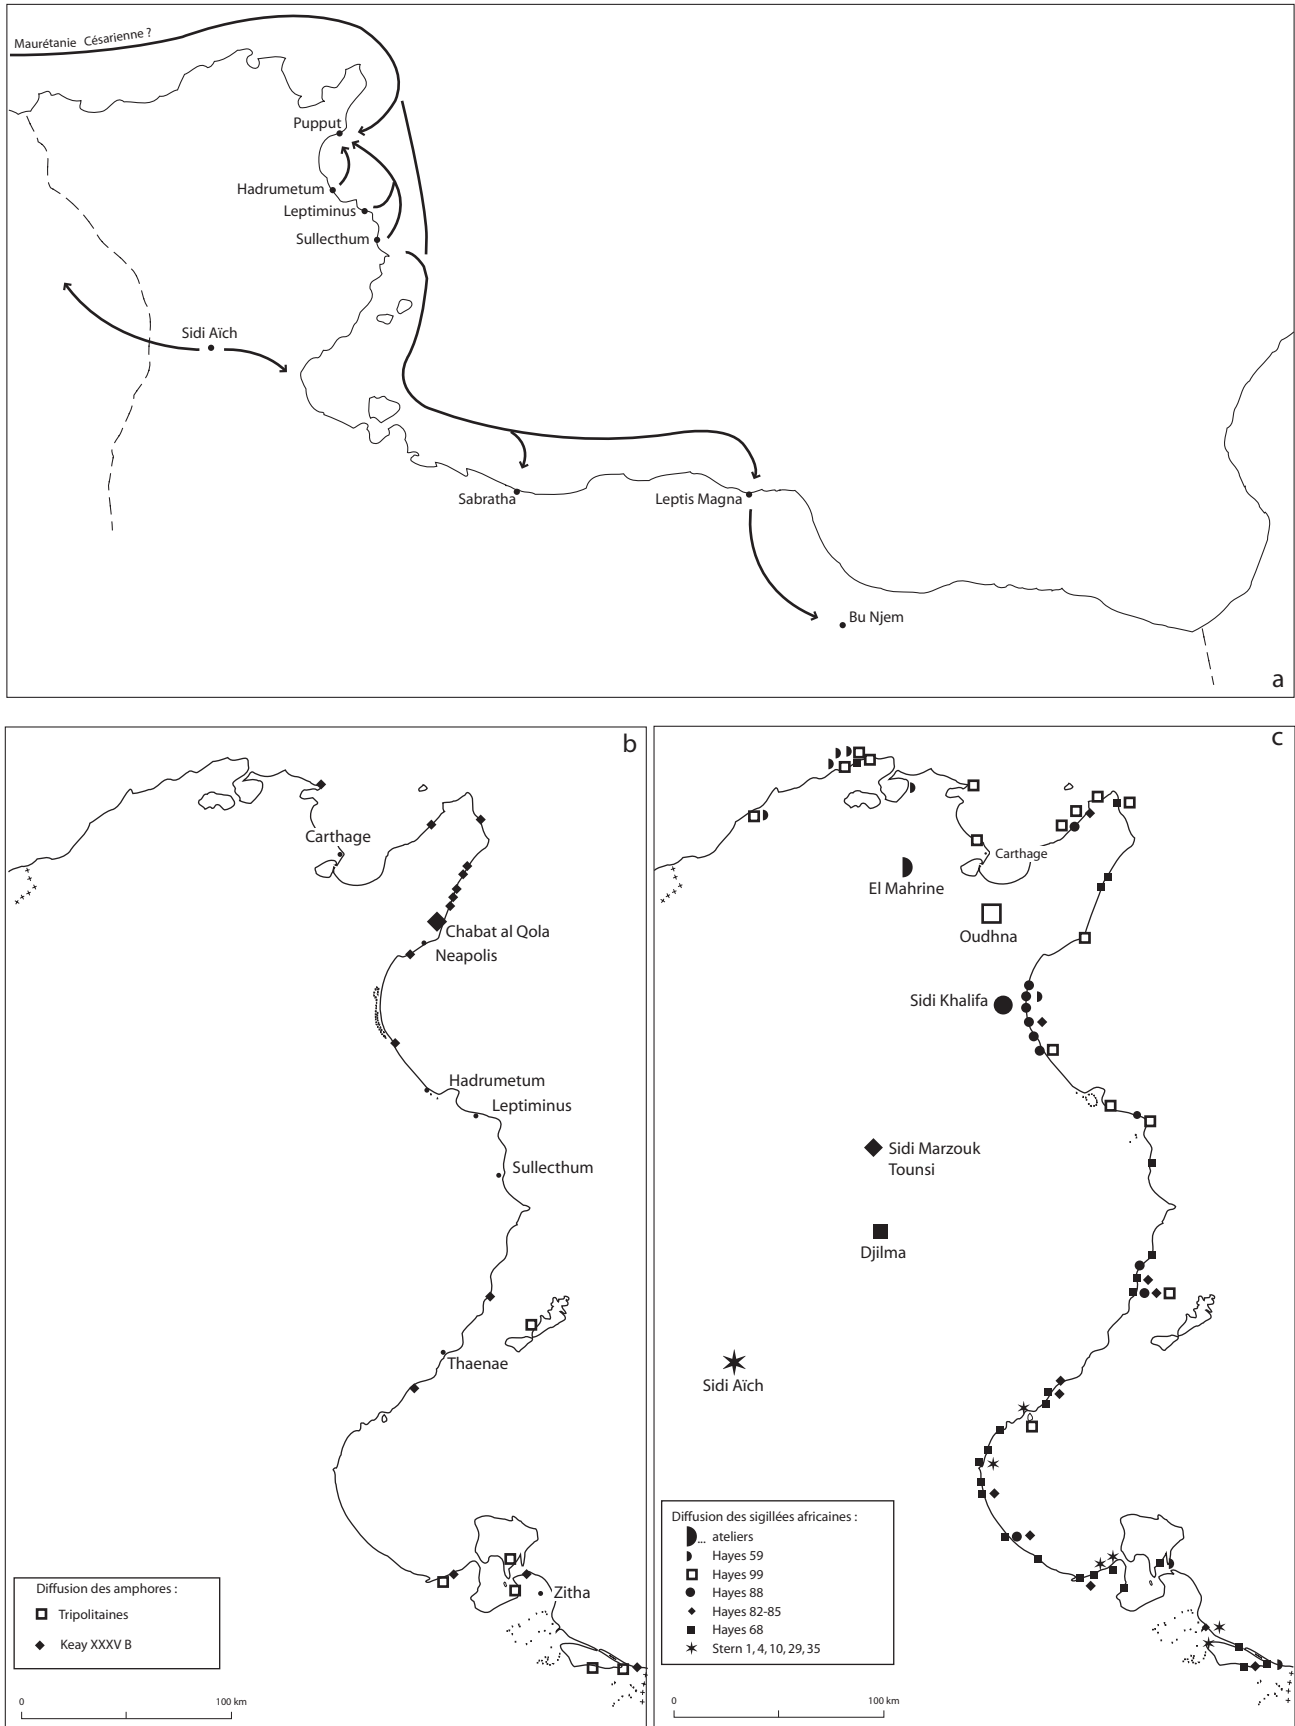 Maurétanie Césarienne ?
Pupput
Hadrumetum
Leptiminus
Sullecthum
Sidi Aïch
Sabratha
Leptis Magna
Bu Njem
a
b
Carthage
Chabat al Qola
Neapolis
Hadrumetum
Leptiminus
Sullecthum
Thaenae
Zitha
Diffusion des amphores :
Tripolitaines
Keay XXXV B
0
100 km
c
Carthage
El Mahrine
Oudhna
Sidi Khalifa
Sidi Marzouk
Tounsi
Djilma
Sidi Aïch
Diffusion des sigillées africaines :
... ateliers
Hayes 59
Hayes 99
Hayes 88
Hayes 82-85
Hayes 68
Stern 1, 4, 10, 29, 35
0
100 km